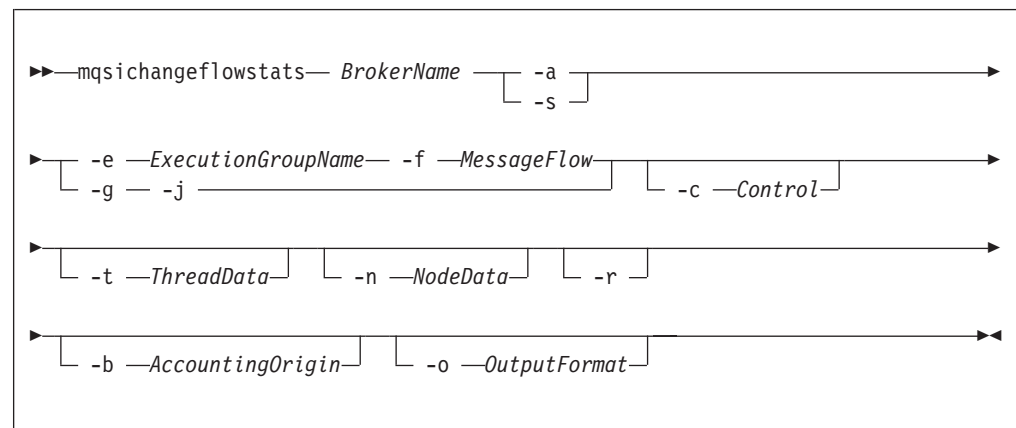 mqsichangeflowstats BrokerName -a
-s
-e ExecutionGroupName -f MessageFlow
-g -j -c Control
-t ThreadData -n NodeData -r
-b AccountingOrigin -o OutputFormat